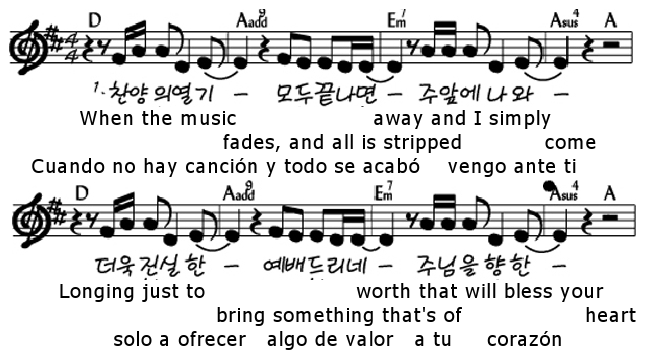 D Aadd9 Em7 Asus4 A
1. 찬양의열기 - 모두끝나면 - 주앞에나와 -
When the music away and I simply
fades, and all is stripped come
Cuando no hay canción y todo se acabó vengo ante ti
D Aadd9 Em7 Asus4 A
더욱진실한 - 예배드리네 - 주님을향한 -
Longing just to worth that will bless your
bring something that's of heart
solo a ofrecer algo de valor a tu corazón